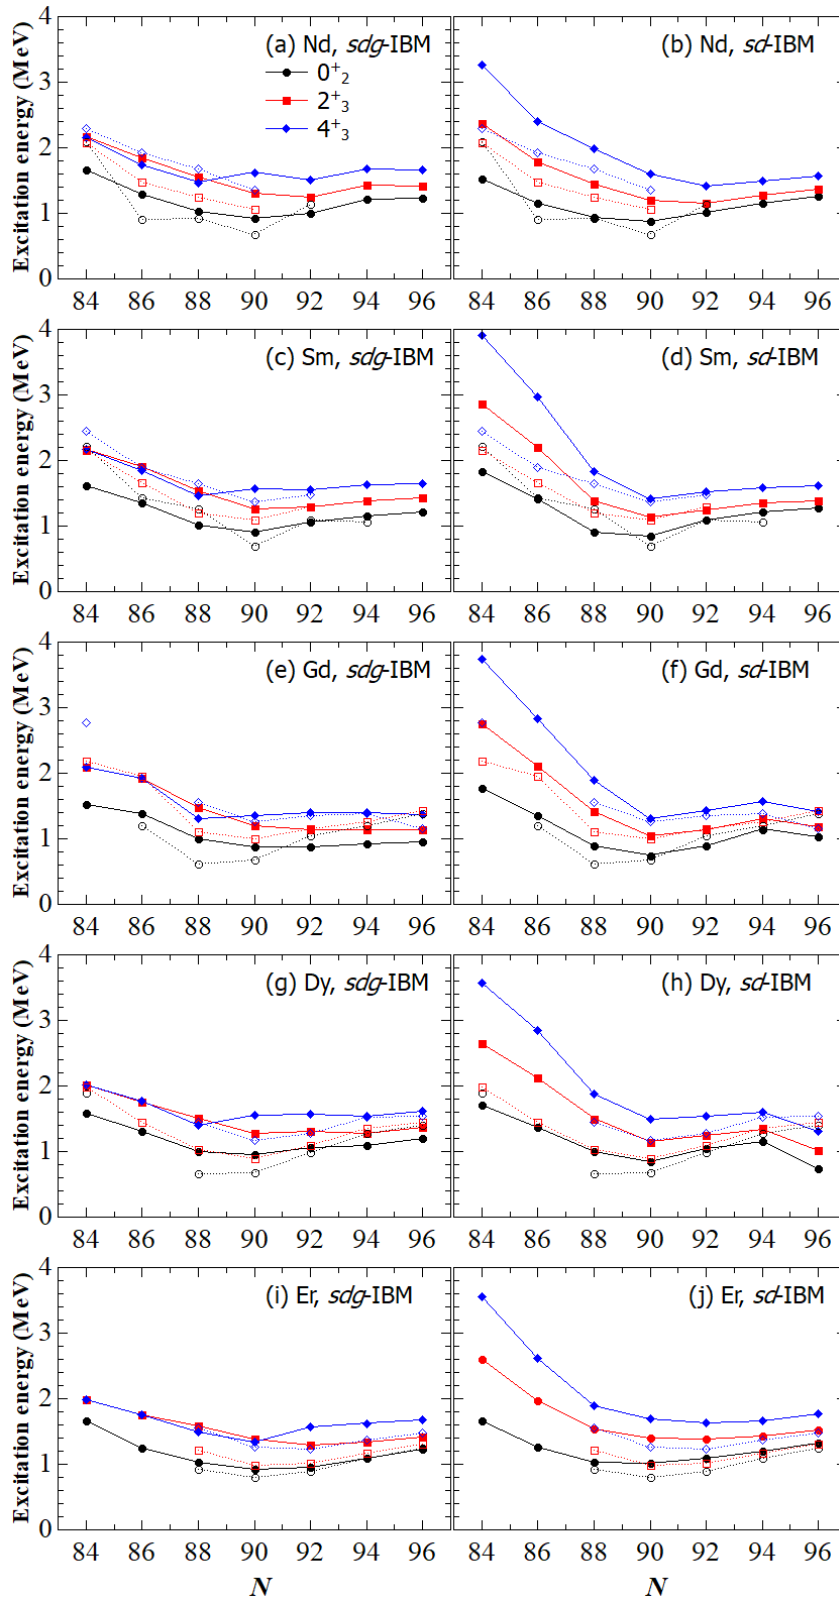 (a) Nd, sdg-IBM
0⁺₂
2⁺₃
4⁺₃
(b) Nd, sd-IBM
Excitation energy (MeV)
4
3
2
1
0
84 86 88 90 92 94 96
84 86 88 90 92 94 96
(c) Sm, sdg-IBM
(d) Sm, sd-IBM
Excitation energy (MeV)
4
3
2
1
0
84 86 88 90 92 94 96
84 86 88 90 92 94 96
(e) Gd, sdg-IBM
(f) Gd, sd-IBM
Excitation energy (MeV)
4
3
2
1
0
84 86 88 90 92 94 96
84 86 88 90 92 94 96
(g) Dy, sdg-IBM
(h) Dy, sd-IBM
Excitation energy (MeV)
4
3
2
1
0
84 86 88 90 92 94 96
84 86 88 90 92 94 96
(i) Er, sdg-IBM
(j) Er, sd-IBM
Excitation energy (MeV)
4
3
2
1
0
84 86 88 90 92 94 96
84 86 88 90 92 94 96
N
N